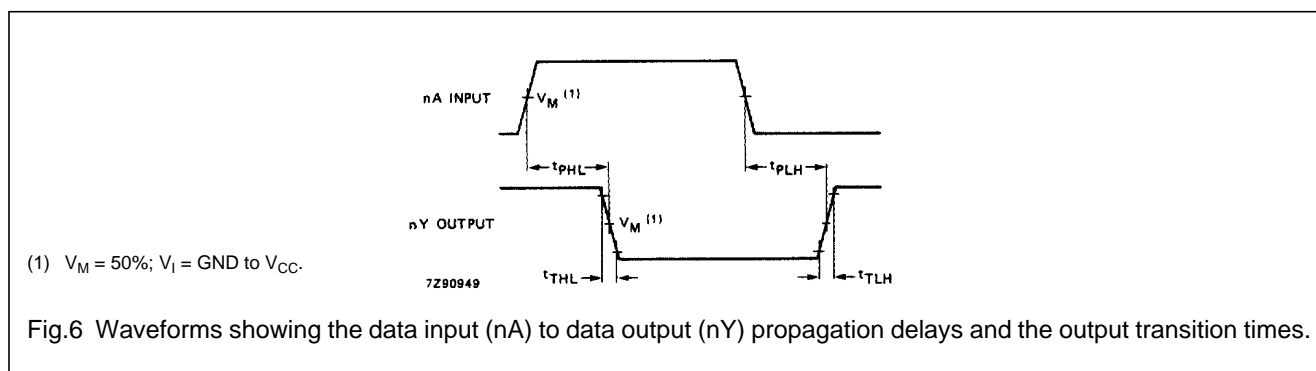 nA INPUT
V_M (1)
t_PHL
t_PLH
nY OUTPUT
V_M (1)
(1) V_M = 50%; V_I = GND to V_CC.
t_THL
t_TLH
7Z90949
Fig.6 Waveforms showing the data input (nA) to data output (nY) propagation delays and the output transition times.